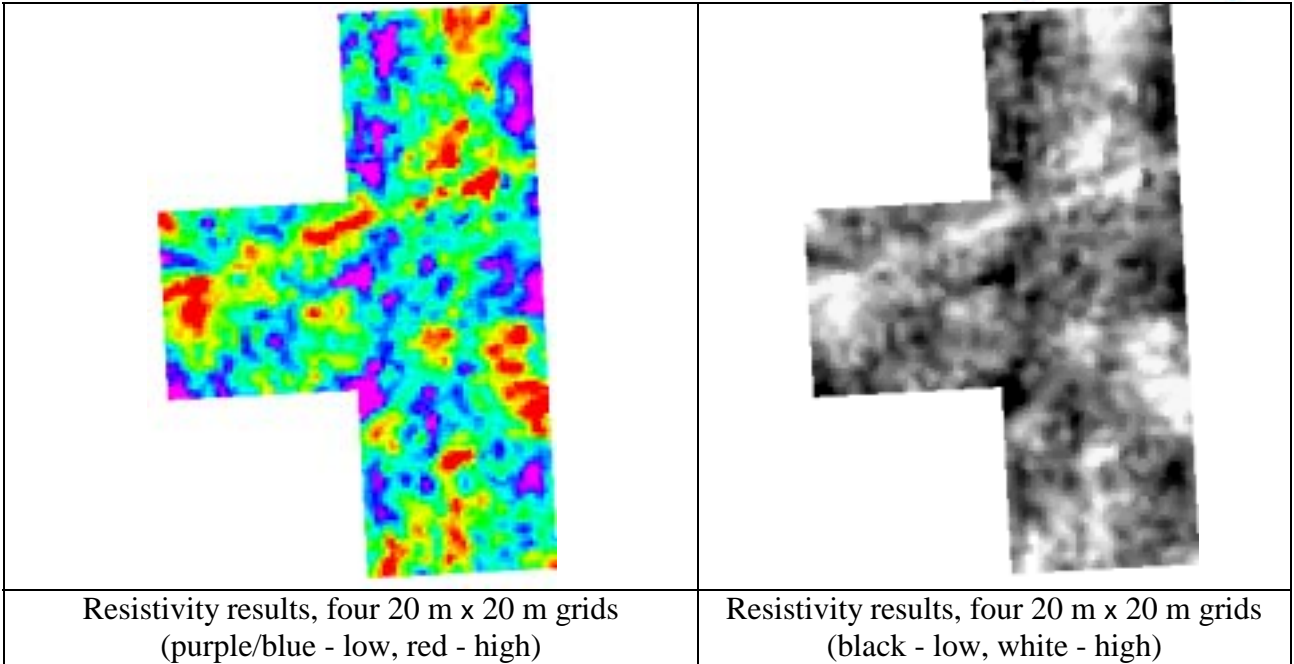 Resistivity results, four 20 m x 20 m grids
(purple/blue - low, red - high)
Resistivity results, four 20 m x 20 m grids
(black - low, white - high)